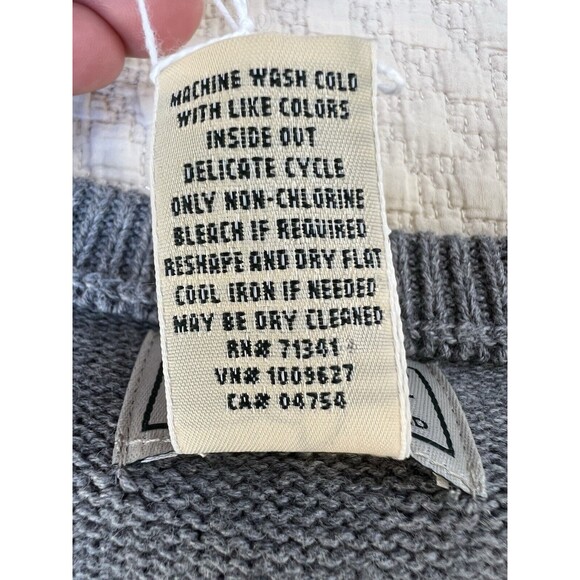 MACHINE WASH COLD
WITH LIKE COLORS
INSIDE OUT
DELICATE CYCLE
ONLY NON-CHLORINE
BLEACH IF REQUIRED
RESHAPE AND DRY FLAT
COOL IRON IF NEEDED
MAY BE DRY CLEANED
RN# 71341
VN# 1009627
CA# 04754